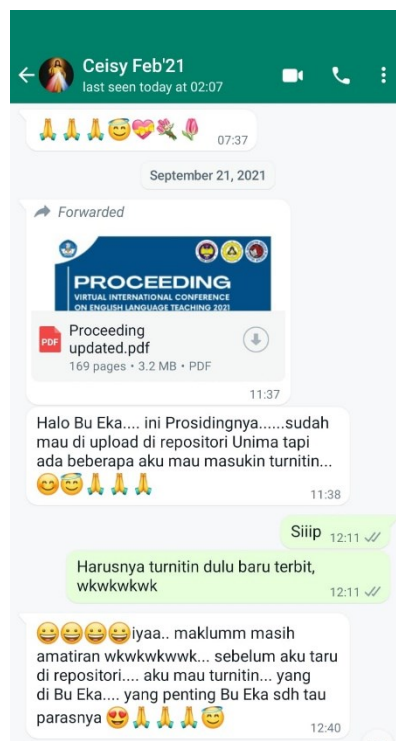 Ceisy Feb'21
last seen today at 02:07
🙏🙏🙏😇💝💐🌷 07:37
September 21, 2021
Forwarded
PROCEEDING
VIRTUAL INTERNATIONAL CONFERENCE
ON ENGLISH LANGUAGE TEACHING 2021
PDF
Proceeding
updated.pdf
169 pages • 3.2 MB • PDF
11:37
Halo Bu Eka.... ini Prosidingnya......sudah
mau di upload di repositori Unima tapi
ada beberapa aku mau masukin turnitin...
😊😇🙏🙏🙏 11:38
Siiip 12:11
Harusnya turnitin dulu baru terbit,
wkwkwkwk 12:11
😀😀😀😀iyaa.. maklumm masih
amatiran wkwkwkwwk... sebelum aku taru
di repositori.... aku mau turnitin... yang
di Bu Eka.... yang penting Bu Eka sdh tau
parasnya 😍🙏🙏🙏😇 12:40